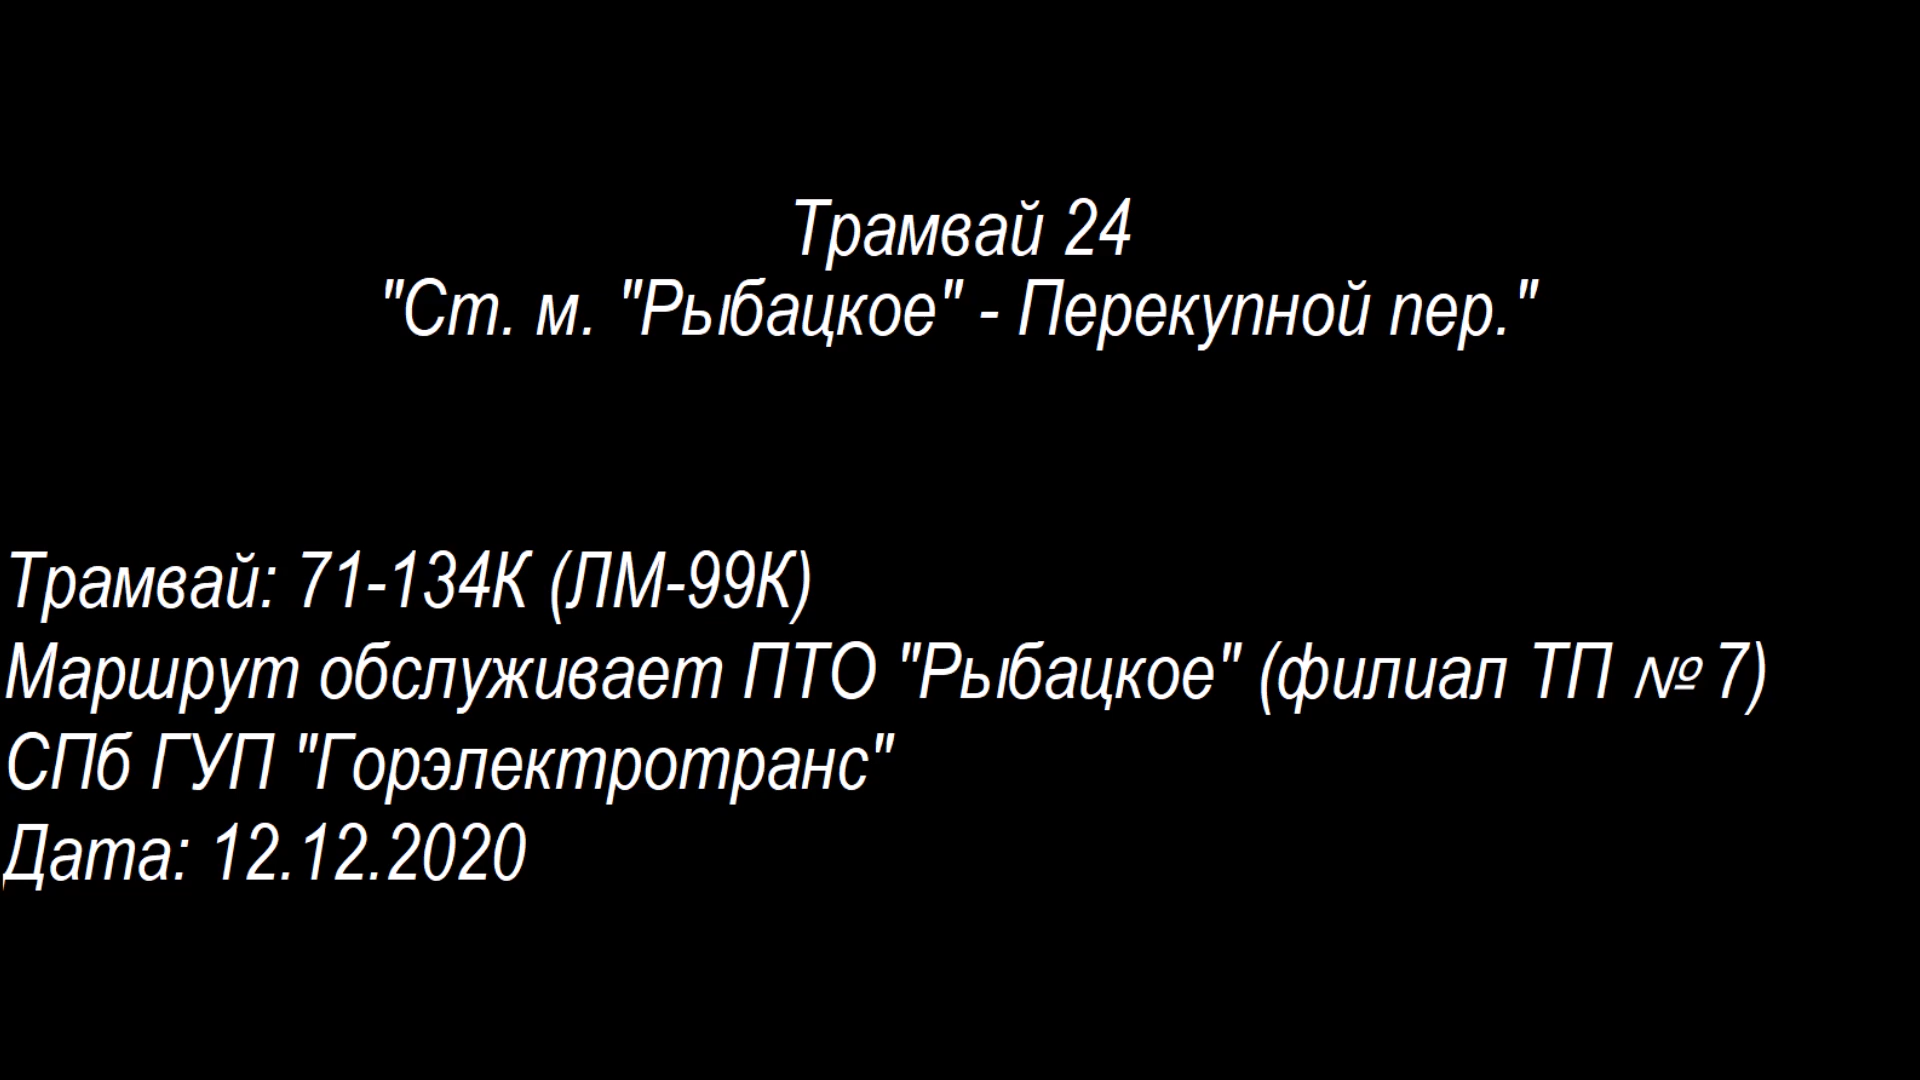 Трамвай 24
"Ст. м. "Рыбацкое" - Перекупной пер."
Трамвай: 71-134К (ЛМ-99К)
Маршрут обслуживает ПТО "Рыбацкое" (филиал ТП № 7)
СПб ГУП "Горэлектротранс"
Дата: 12.12.2020